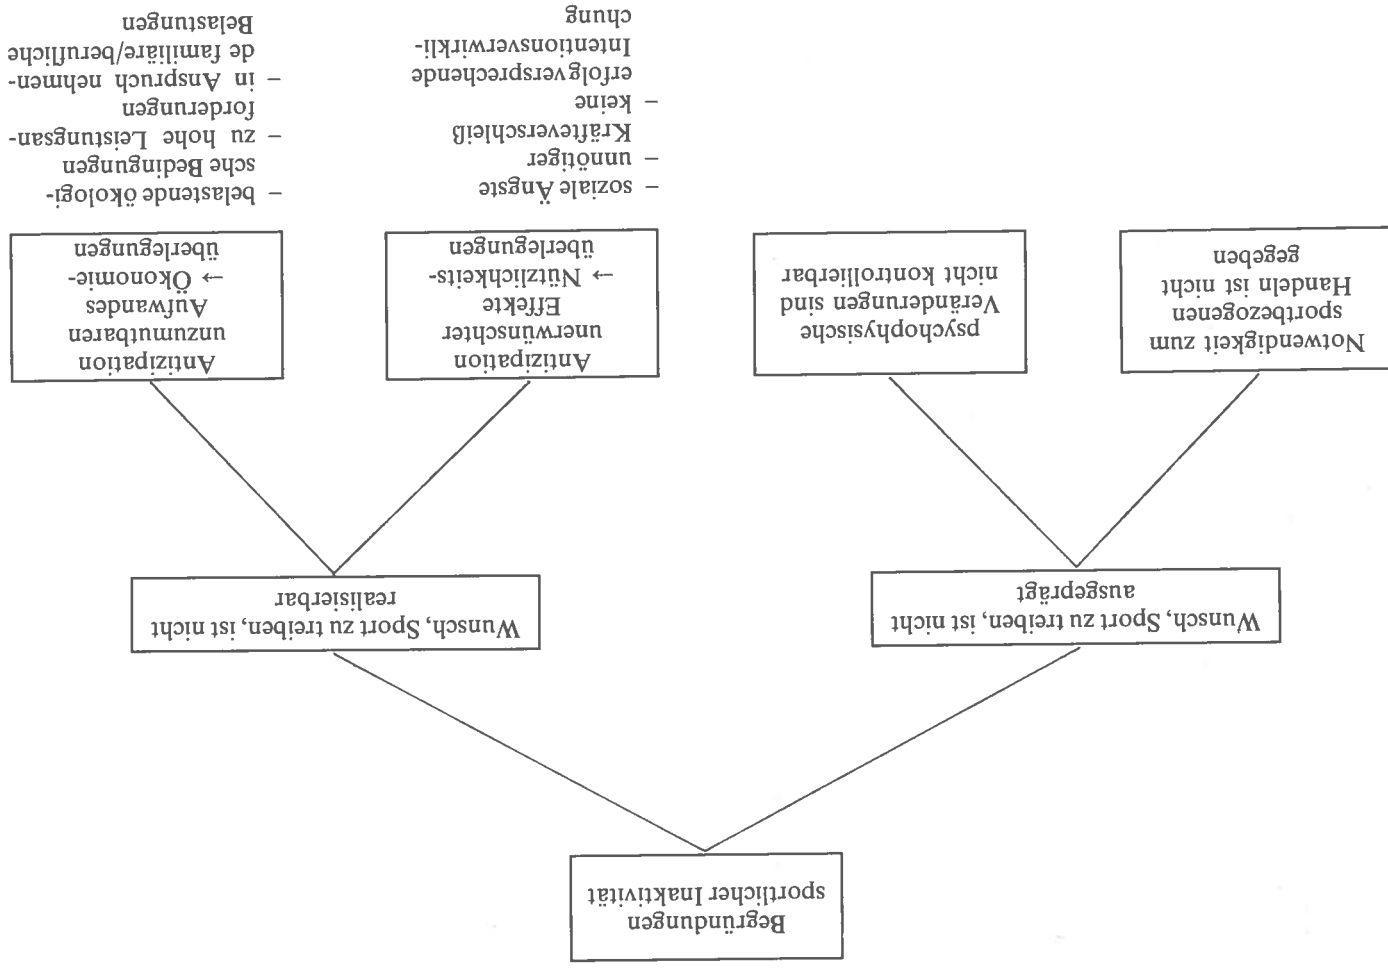 Begründungen
sportlicher Inaktivität
Wunsch, Sport zu treiben, ist, nicht
ausgeprägt
Wunsch, Sport zu treiben, ist, nicht
realisierbar
Notwendigkeit zum
sportbezogenen
Handeln ist nicht
gegeben
psychophysische
Veränderungen sind
nicht kontrollierbar
Antizipation
unerwünschter
Effekte
→ Nützlichkeits-
überlegungen
– soziale Ängste
– unnötiger
Kräfteverschleiß
– keine
erfolgversprechende
Intentionsverwirkli-
chung
Antizipation
unzumutbaren
Aufwandes
→ Ökonomie-
überlegungen
– belastende ökologi-
sche Bedingungen
– zu hohe Leistungsan-
forderungen
– in Anspruch nehmen-
de familiäre/berufliche
Belastungen